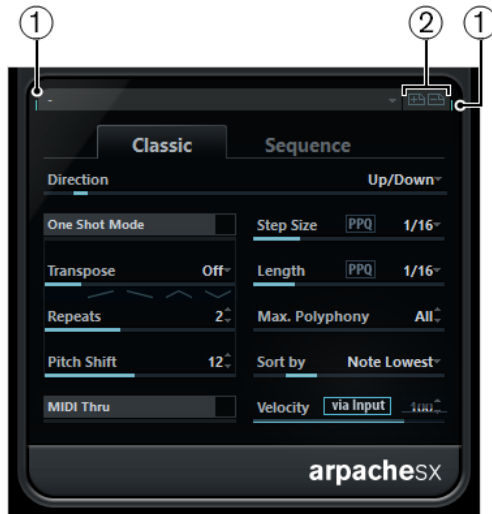 1 2 1
-
Classic Sequence
Direction Up/Down
One Shot Mode Step Size PPQ 1/16
Transpose Off Length PPQ 1/16
Repeats 2 Max. Polyphony All
Pitch Shift 12 Sort by Note Lowest
MIDI Thru Velocity via Input 100
arpachesx